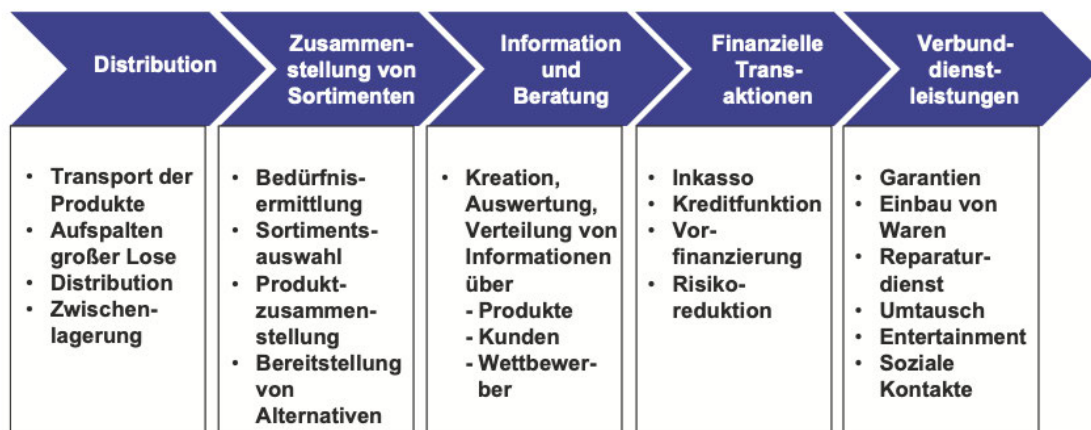 Distribution
Zusammen-
stellung von
Sortimenten
Information
und
Beratung
Finanzielle
Trans-
aktionen
Verbund-
dienst-
leistungen
• Transport der
Produkte
• Aufspalten
großer Lose
• Distribution
• Zwischen-
lagerung
• Bedürfnis-
ermittlung
• Sortiments-
auswahl
• Produkt-
zusammen-
stellung
• Bereitstellung
von
Alternativen
• Kreation,
Auswertung,
Verteilung von
Informationen
über
- Produkte
- Kunden
- Wettbewer-
ber
• Inkasso
• Kreditfunktion
• Vor-
finanzierung
• Risiko-
reduktion
• Garantien
• Einbau von
Waren
• Reparatur-
dienst
• Umtausch
• Entertainment
• Soziale
Kontakte